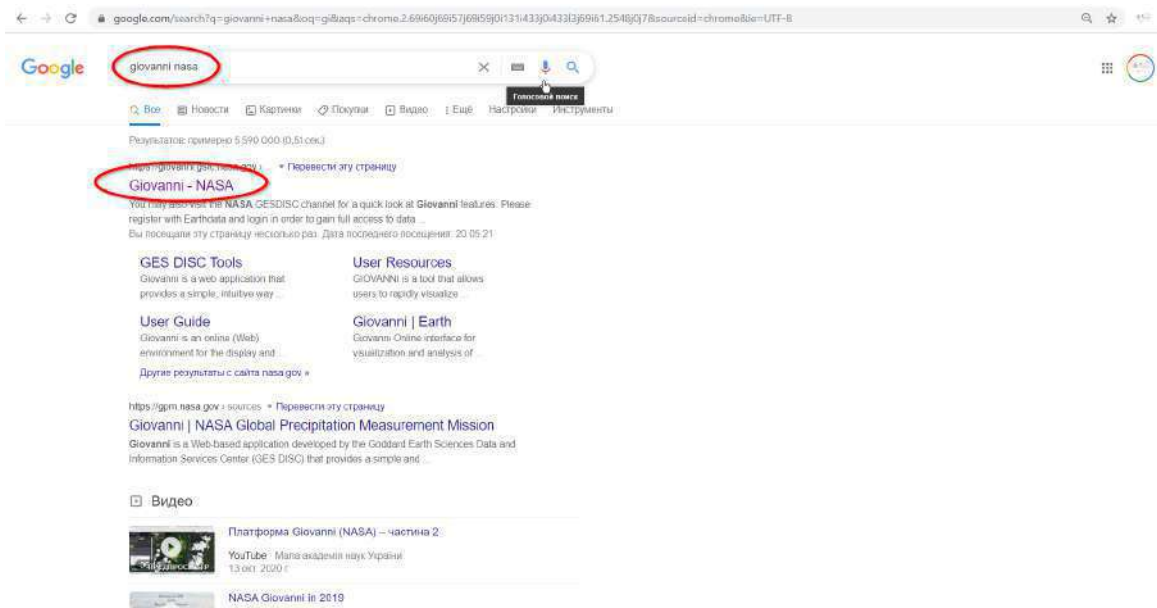 google.com/search?q=giovanni+nasa&oq=gi&aqs=chrome.2.69i60j69i57j69i59j0i131i433j0i433l3j69i61.2548j0j7&sourceid=chrome&ie=UTF-8
Google
giovanni nasa
Голосовой поиск
Все Новости Картинки Покупки Видео Ещё Настройки Инструменты
Результатов: примерно 5 590 000 (0,51 сек.)
https://giovanni.gsfc.nasa.gov › ... Перевести эту страницу
Giovanni - NASA
You may also visit the NASA GESDISC channel for a quick look at Giovanni features. Please
register with Earthdata and login in order to gain full access to data ...
Вы посещали эту страницу несколько раз. Дата последнего посещения: 20.05.21
GES DISC Tools
Giovanni is a web application that
provides a simple, intuitive way ...
User Resources
GIOVANNI is a tool that allows
users to rapidly visualize ...
User Guide
Giovanni is an online (Web)
environment for the display and ...
Giovanni | Earth
Giovanni Online interface for
visualization and analysis of ...
Другие результаты с сайта nasa.gov »
https://gpm.nasa.gov › sources Перевести эту страницу
Giovanni | NASA Global Precipitation Measurement Mission
Giovanni is a Web-based application developed by the Goddard Earth Sciences Data and
Information Services Center (GES DISC) that provides a simple and ...
Видео
Платформа Giovanni (NASA) – частина 2
ПРЕДПРОСМОТР
YouTube · Мала академія наук України
13 окт. 2020 г.
NASA Giovanni in 2019